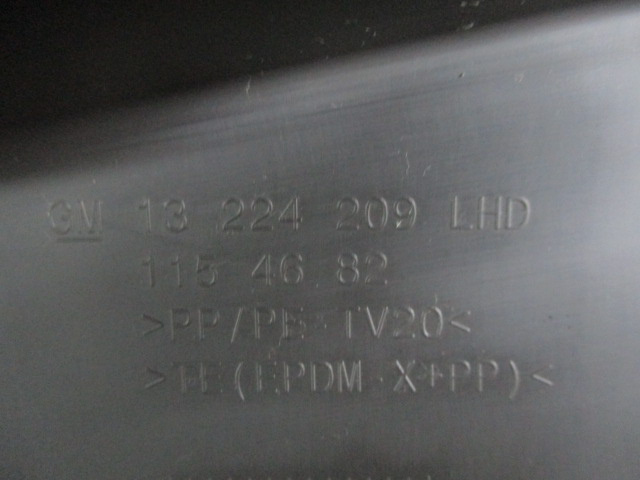 GM 13 224 209 LHD
115 46 82
>PP/PE-TV20<
>TE(EPDM-X+PP)<